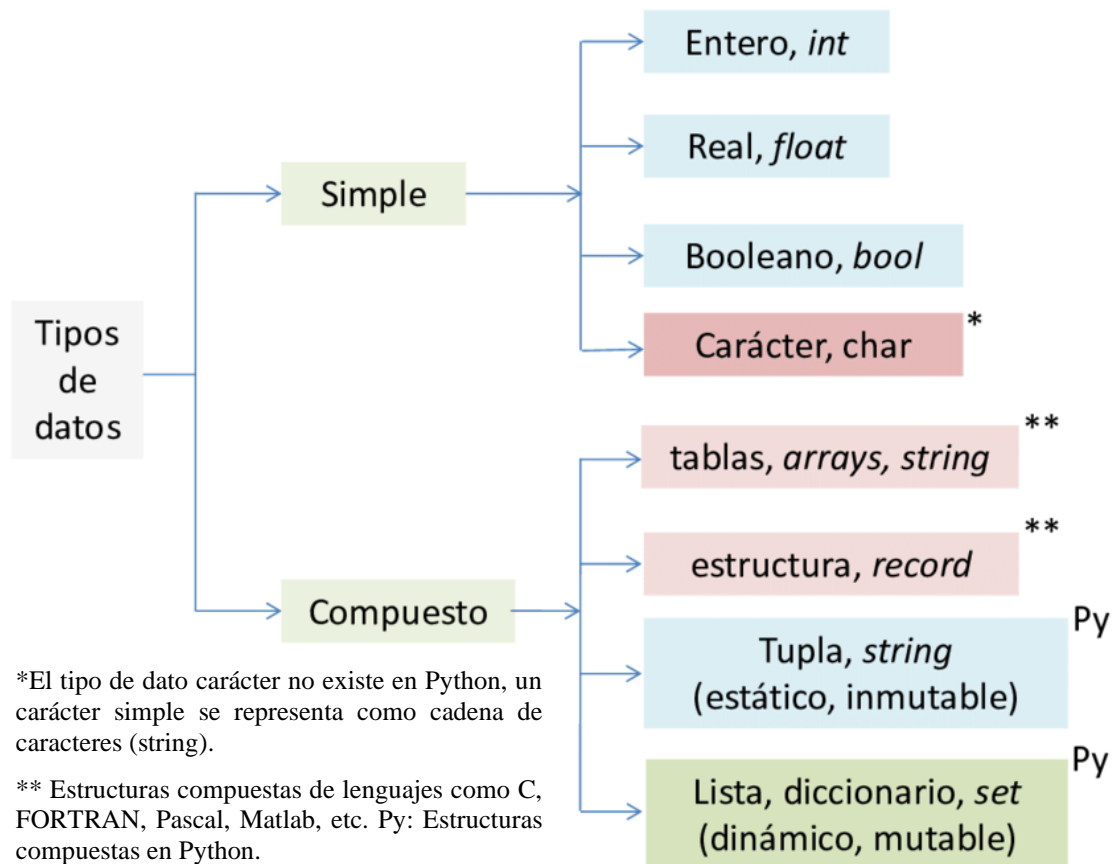 Tipos
de
datos
Simple
Entero, int
Real, float
Booleano, bool
Carácter, char *
Compuesto
tablas, arrays, string **
estructura, record **
Tupla, string Py
(estático, inmutable)
Lista, diccionario, set Py
(dinámico, mutable)
*El tipo de dato carácter no existe en Python, un
carácter simple se representa como cadena de
caracteres (string).
** Estructuras compuestas de lenguajes como C,
FORTRAN, Pascal, Matlab, etc. Py: Estructuras
compuestas en Python.